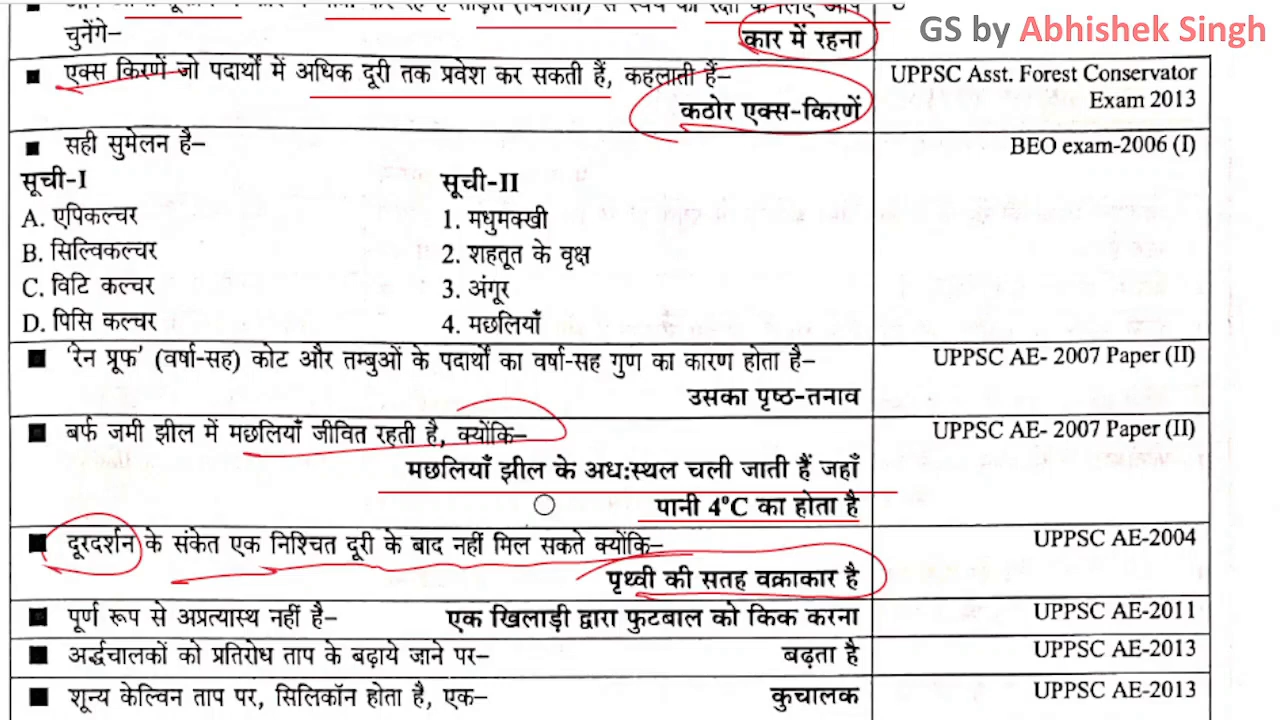 GS by Abhishek Singh
चुनेंगे–
कार में रहना
एक्स किरणें जो पदार्थों में अधिक दूरी तक प्रवेश कर सकती हैं, कहलाती हैं– UPPSC Asst. Forest Conservator
कठोर एक्स-किरणें Exam 2013
सही सुमेलन है– BEO exam-2006 (I)
सूची-I सूची-II
A. एपिकल्चर 1. मधुमक्खी
B. सिल्विकल्चर 2. शहतूत के वृक्ष
C. विटि कल्चर 3. अंगूर
D. पिसि कल्चर 4. मछलियाँ
'रेन प्रूफ' (वर्षा-सह) कोट और तम्बुओं के पदार्थों का वर्षा-सह गुण का कारण होता है– UPPSC AE- 2007 Paper (II)
उसका पृष्ठ-तनाव
बर्फ जमी झील में मछलियाँ जीवित रहती है, क्योंकि– UPPSC AE- 2007 Paper (II)
मछलियाँ झील के अध:स्थल चली जाती हैं जहाँ
पानी 4°C का होता है
दूरदर्शन के संकेत एक निश्चित दूरी के बाद नहीं मिल सकते क्योंकि– UPPSC AE-2004
पृथ्वी की सतह वक्राकार है
पूर्ण रूप से अप्रत्यास्थ नहीं है– एक खिलाड़ी द्वारा फुटबाल को किक करना UPPSC AE-2011
अर्द्धचालकों को प्रतिरोध ताप के बढ़ाये जाने पर– बढ़ता है UPPSC AE-2013
शून्य केल्विन ताप पर, सिलिकॉन होता है, एक– कुचालक UPPSC AE-2013